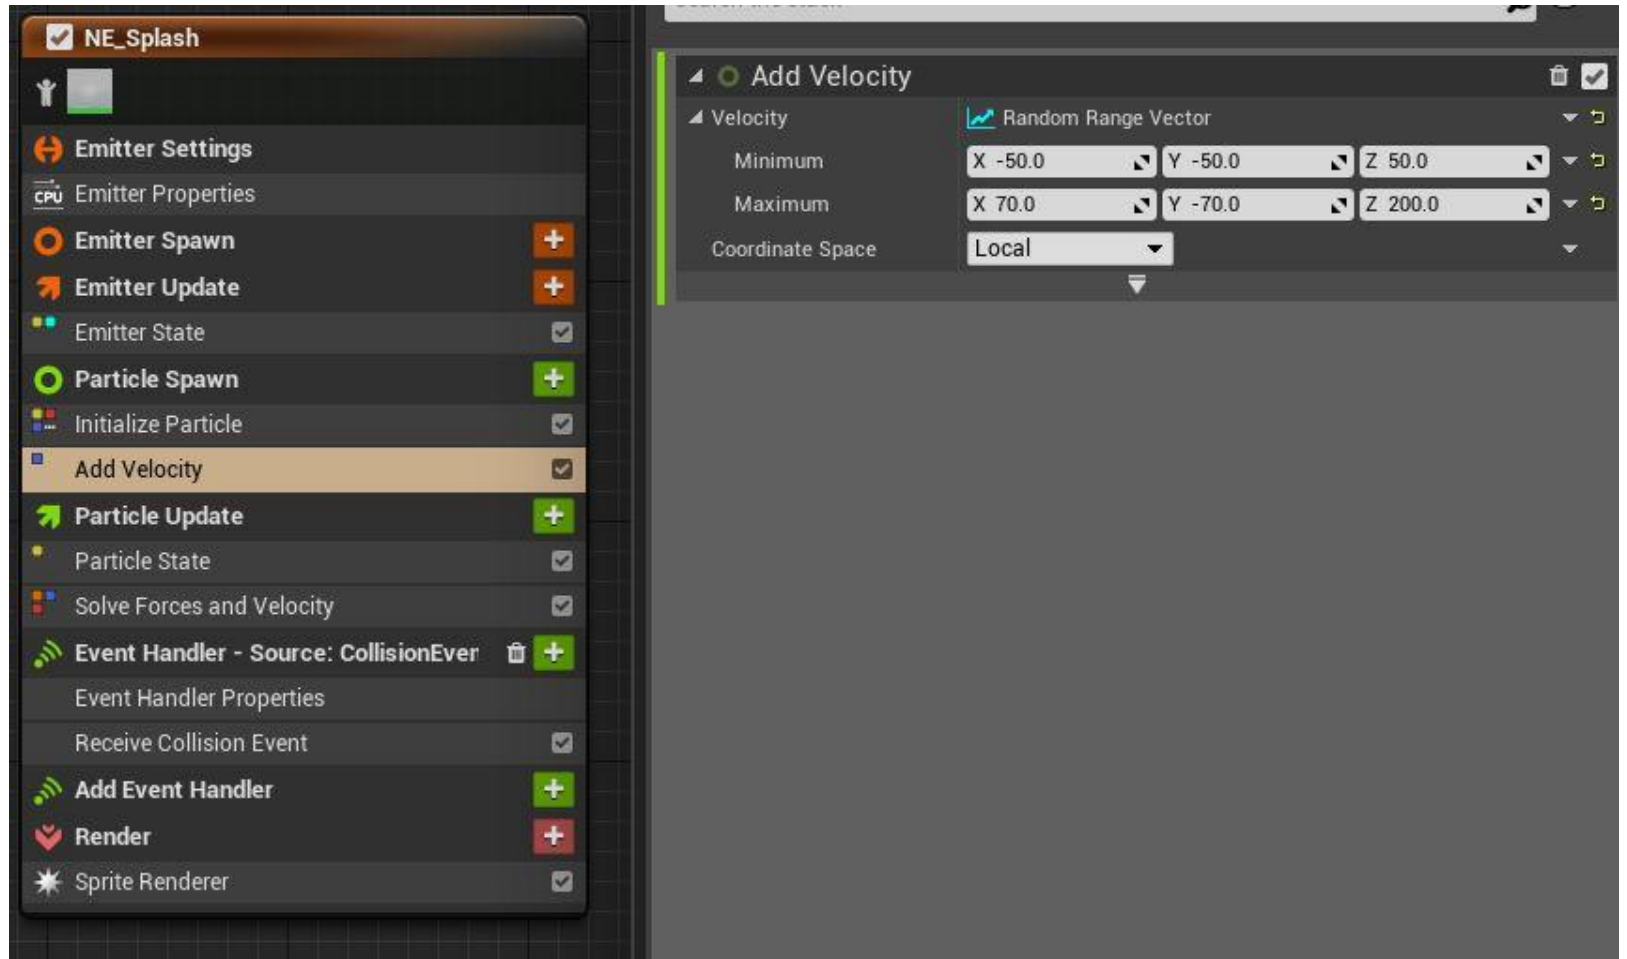 NE_Splash
Emitter Settings
CPU Emitter Properties
Emitter Spawn
Emitter Update
Emitter State
Particle Spawn
Initialize Particle
Add Velocity
Particle Update
Particle State
Solve Forces and Velocity
Event Handler - Source: CollisionEver
Event Handler Properties
Receive Collision Event
Add Event Handler
Render
Sprite Renderer
Add Velocity
Velocity Random Range Vector
Minimum X -50.0 Y -50.0 Z 50.0
Maximum X 70.0 Y -70.0 Z 200.0
Coordinate Space Local